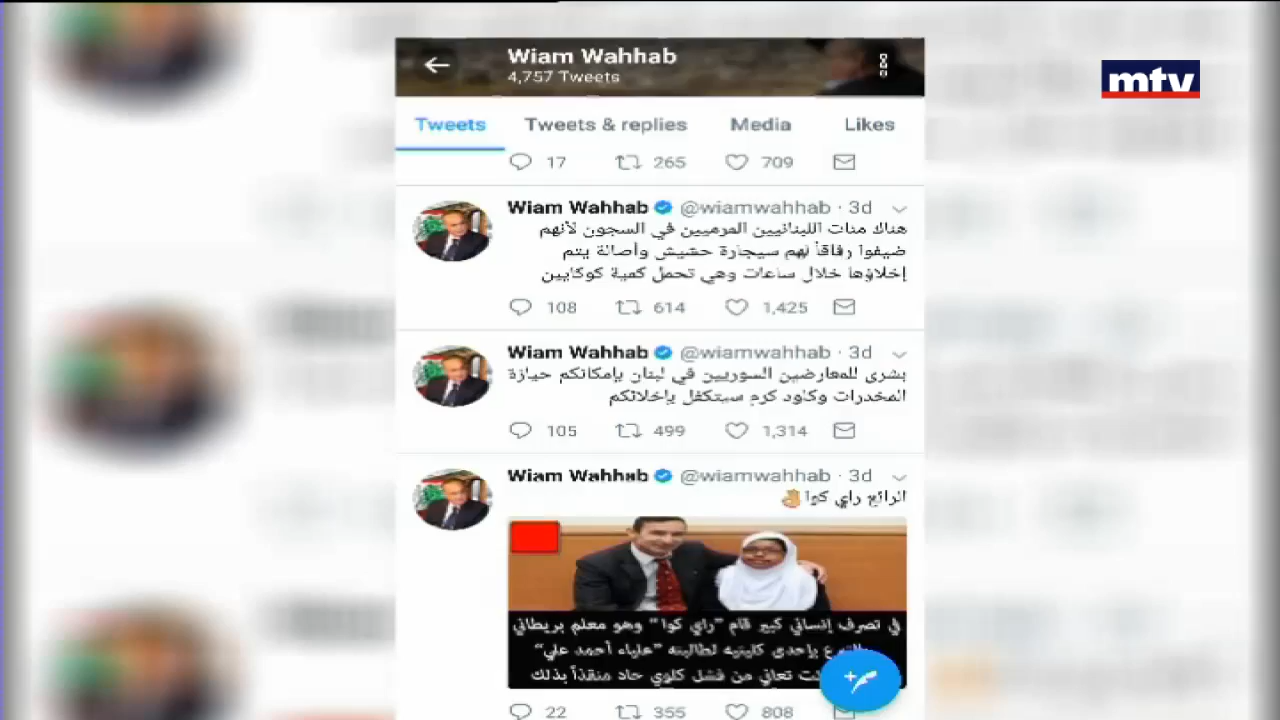 mtv
Wiam Wahhab
4,757 Tweets
Tweets Tweets & replies Media Likes
17 265 709
Wiam Wahhab @wiamwahhab · 3d
هناك مئات اللبنانيين المرميين في السجون لأنهم
ضيفوا رفاقاً لهم سيجارة حشيش وأصالة يتم
إخلاؤها خلال ساعات وهي تحمل كمية كوكايين
108 614 1,425
Wiam Wahhab @wiamwahhab · 3d
بشرى للمعارضين السوريين في لبنان بإمكانكم حيازة
المخدرات وكلود كرم سيتكفل بإخلائكم
105 499 1,314
Wiam Wahhab @wiamwahhab · 3d
الرائع راي كوا👌
في تصرف إنساني كبير قام "راي كوا" وهو معلم بريطاني
بإحدى كليتيه لطالبته "علياء أحمد علي"
تعاني من فشل كلوي حاد منقذاً بذلك
22 355 808